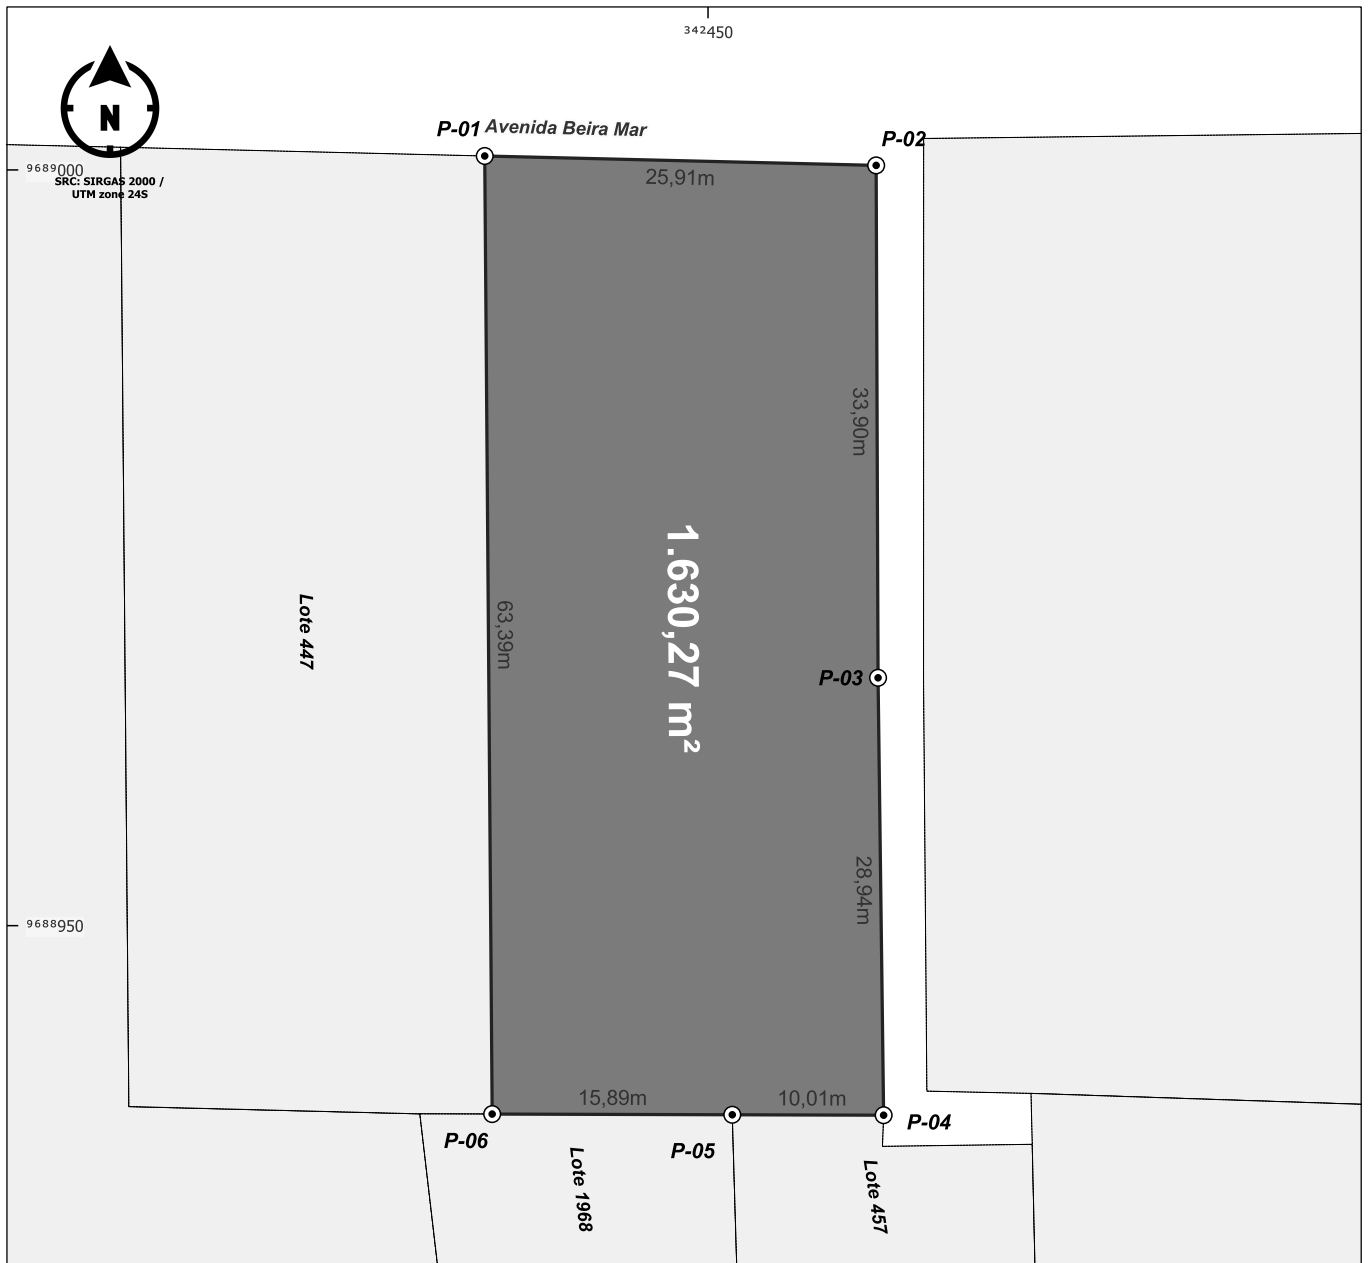 ³⁴²450
N
P-01
Avenida Beira Mar
P-02
⁹⁶⁸⁹000
SRC: SIRGAS 2000 /
UTM zone 24S
25,91m
33,90m
1.630,27 m²
Lote 447
63,39m
P-03
28,94m
⁹⁶⁸⁸950
15,89m
10,01m
P-04
P-06
P-05
Lote 1968
Lote 457